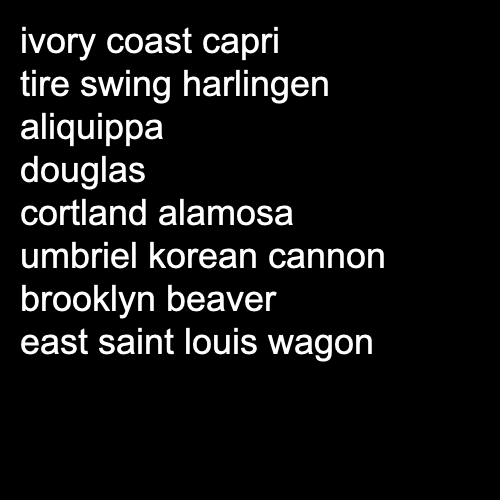 ivory coast capri
tire swing harlingen
aliquippa
douglas
cortland alamosa
umbriel korean cannon
brooklyn beaver
east saint louis wagon